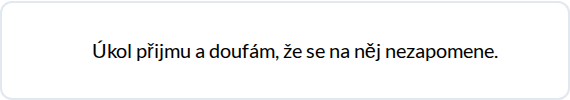 Úkol přijmu a doufám, že se na něj nezapomene.